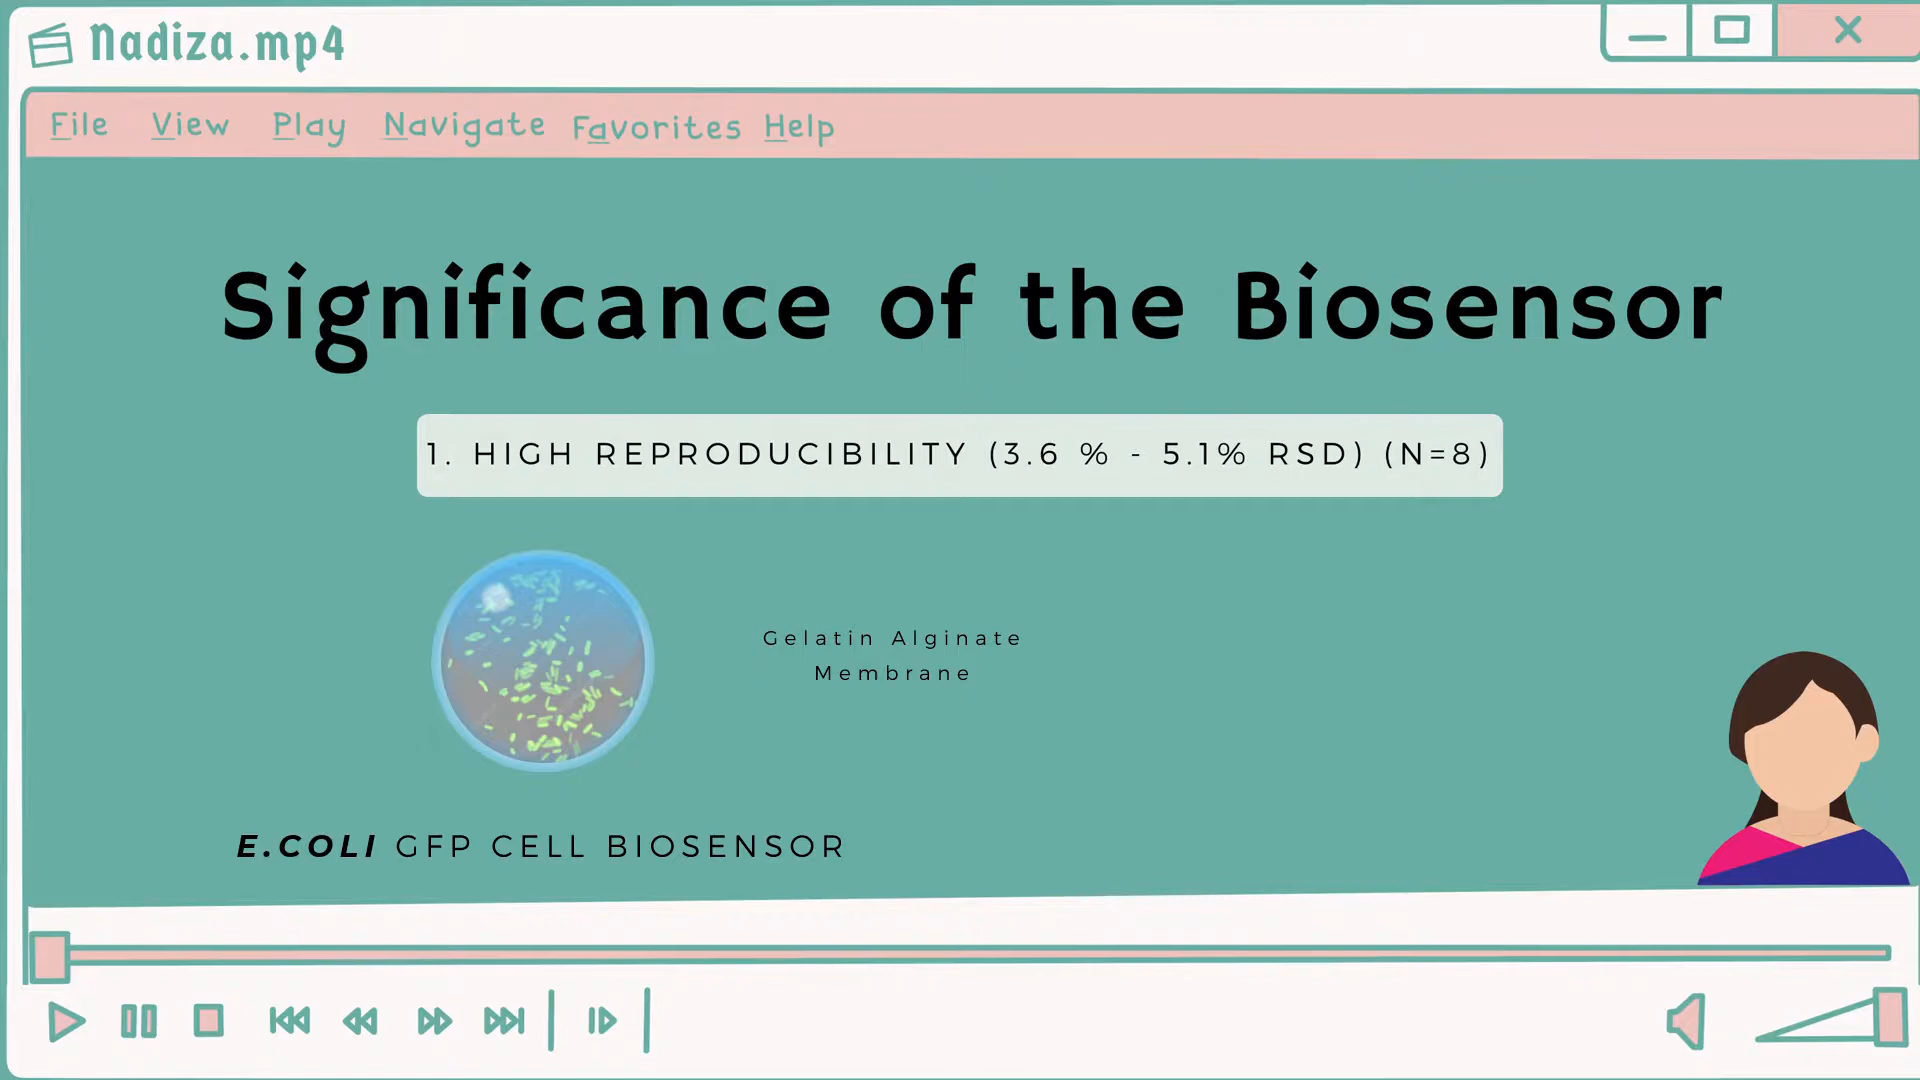 Nadiza.mp4
File View Play Navigate Favorites Help
Significance of the Biosensor
1. HIGH REPRODUCIBILITY (3.6 % - 5.1% RSD) (N=8)
Gelatin Alginate
Membrane
E.COLI GFP CELL BIOSENSOR